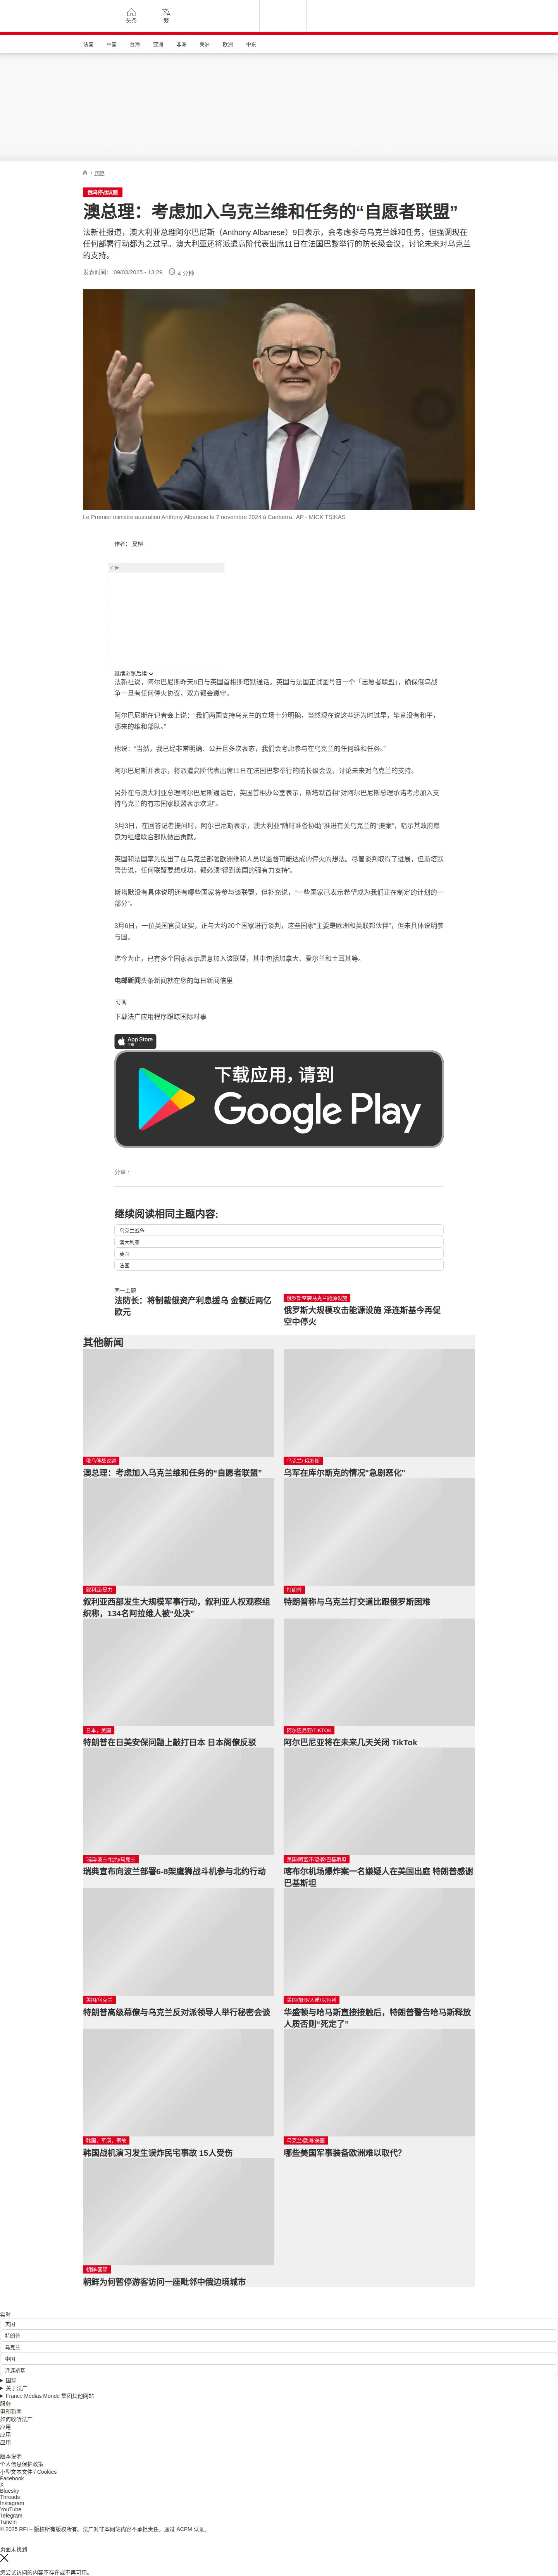 头条
繁
法国
中国
台海
亚洲
非洲
美洲
欧洲
中东
/ 国际
俄乌停战议题
澳总理：考虑加入乌克兰维和任务的“自愿者联盟”
法新社报道，澳大利亚总理阿尔巴尼斯（Anthony Albanese）9日表示，会考虑参与乌克兰维和任务，但强调现在
任何部署行动都为之过早。澳大利亚还将派遣高阶代表出席11日在法国巴黎举行的防长级会议，讨论未来对乌克兰
的支持。
发表时间： 09/03/2025 - 13:29
4 分钟
Le Premier ministre australien Anthony Albanese le 7 novembre 2024 à Canberra. AP - MICK TSIKAS
作者： 夏榕
广告
继续浏览后续
法新社说，阿尔巴尼斯昨天8日与英国首相斯塔默通话。英国与法国正试图号召一个「志愿者联盟」，确保俄乌战
争一旦有任何停火协议，双方都会遵守。
阿尔巴尼斯在记者会上说：“我们两国支持乌克兰的立场十分明确，当然现在说这些还为时过早，毕竟没有和平，
哪来的维和部队。”
他说：“当然，我已经非常明确、公开且多次表态，我们会考虑参与在乌克兰的任何维和任务。”
阿尔巴尼斯并表示，将派遣高阶代表出席11日在法国巴黎举行的防长级会议，讨论未来对乌克兰的支持。
另外在与澳大利亚总理阿尔巴尼斯通话后，英国首相办公室表示，斯塔默首相“对阿尔巴尼斯总理承诺考虑加入支
持乌克兰的有志国家联盟表示欢迎”。
3月3日，在回答记者提问时，阿尔巴尼斯表示，澳大利亚“随时准备协助”推进有关乌克兰的“提案”，暗示其政府愿
意为组建联合部队做出贡献。
英国和法国率先提出了在乌克兰部署欧洲维和人员以监督可能达成的停火的想法。尽管谈判取得了进展，但斯塔默
警告说，任何联盟要想成功，都必须“得到美国的强有力支持”。
斯塔默没有具体说明还有哪些国家将参与该联盟，但补充说，“一些国家已表示希望成为我们正在制定的计划的一
部分”。
3月6日，一位英国官员证实，正与大约20个国家进行谈判，这些国家“主要是欧洲和英联邦伙伴”，但未具体说明参
与国。
迄今为止，已有多个国家表示愿意加入该联盟，其中包括加拿大、爱尔兰和土耳其等。
电邮新闻头条新闻就在您的每日新闻信里
订阅
下载法广应用程序跟踪国际时事
App Store
下载
下载应用，请到
Google Play
分享 :
继续阅读相同主题内容:
乌克兰战争
澳大利亚
英国
法国
同一主题
法防长：将制裁俄资产利息援乌 金额近两亿
欧元
俄罗斯空袭乌克兰能源设施
俄罗斯大规模攻击能源设施 泽连斯基今再促
空中停火
其他新闻
俄乌停战议题
澳总理：考虑加入乌克兰维和任务的“自愿者联盟”
乌克兰/ 俄罗斯
乌军在库尔斯克的情况"急剧恶化"
叙利亚/暴力
叙利亚西部发生大规模军事行动，叙利亚人权观察组
织称，134名阿拉维人被“处决”
特朗普
特朗普称与乌克兰打交道比跟俄罗斯困难
日本，美国
特朗普在日美安保问题上敲打日本 日本阁僚反驳
阿尔巴尼亚/TIKTOK
阿尔巴尼亚将在未来几天关闭 TikTok
瑞典/波兰/北约/乌克兰
瑞典宣布向波兰部署6-8架鹰狮战斗机参与北约行动
美国/阿富汗/恐袭/巴基斯坦
喀布尔机场爆炸案一名嫌疑人在美国出庭 特朗普感谢
巴基斯坦
美国/乌克兰
特朗普高级幕僚与乌克兰反对派领导人举行秘密会谈
美国/加沙/人质/以色列
华盛顿与哈马斯直接接触后，特朗普警告哈马斯释放
人质否则“死定了”
韩国，军演，事故
韩国战机演习发生误炸民宅事故 15人受伤
乌克兰/欧洲/美国
哪些美国军事装备欧洲难以取代？
朝鲜/国际
朝鲜为何暂停游客访问一座毗邻中俄边境城市
实时
美国
特朗普
乌克兰
中国
泽连斯基
国际
关于法广
France Médias Monde 集团其他网站
服务
电邮新闻
如何收听法广
应用
应用
应用
版本说明
个人信息保护政策
小型文本文件 / Cookies
Facebook
X
Bluesky
Threads
Instagram
YouTube
Telegram
TuneIn
© 2025 RFI – 版权所有版权所有。法广对非本网站内容不承担责任。通过 ACPM 认证。
页面未找到
您尝试访问的内容不存在或不再可用。